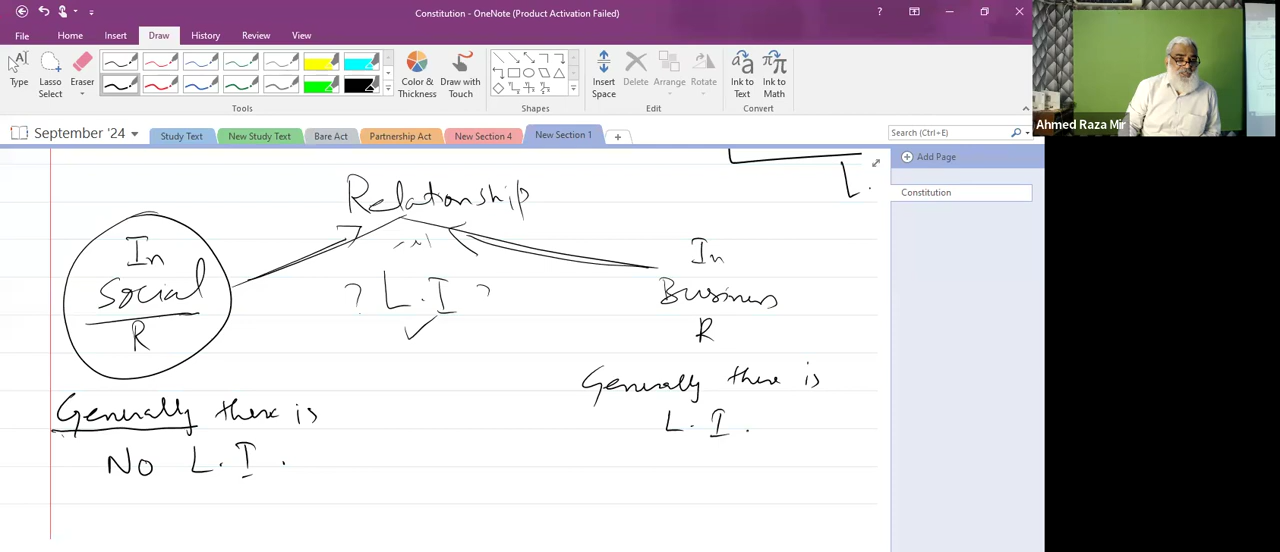 Constitution - OneNote (Product Activation Failed)
?
File Home Insert Draw History Review View
Type
Lasso Select
Eraser
Color & Thickness
Draw with Touch
Insert Space
Delete
Arrange
Rotate
Ink to Text
Ink to Math
Tools
Shapes
Edit
Convert
Ahmed Raza Mir
September '24
Study Text
New Study Text
Bare Act
Partnership Act
New Section 4
New Section 1
Search (Ctrl+E)
Add Page
Constitution
L.
Relationship
In
Social
R
? L.I ?
In
Business
R
Generally there is
L.I.
Generally there is
No L.I.